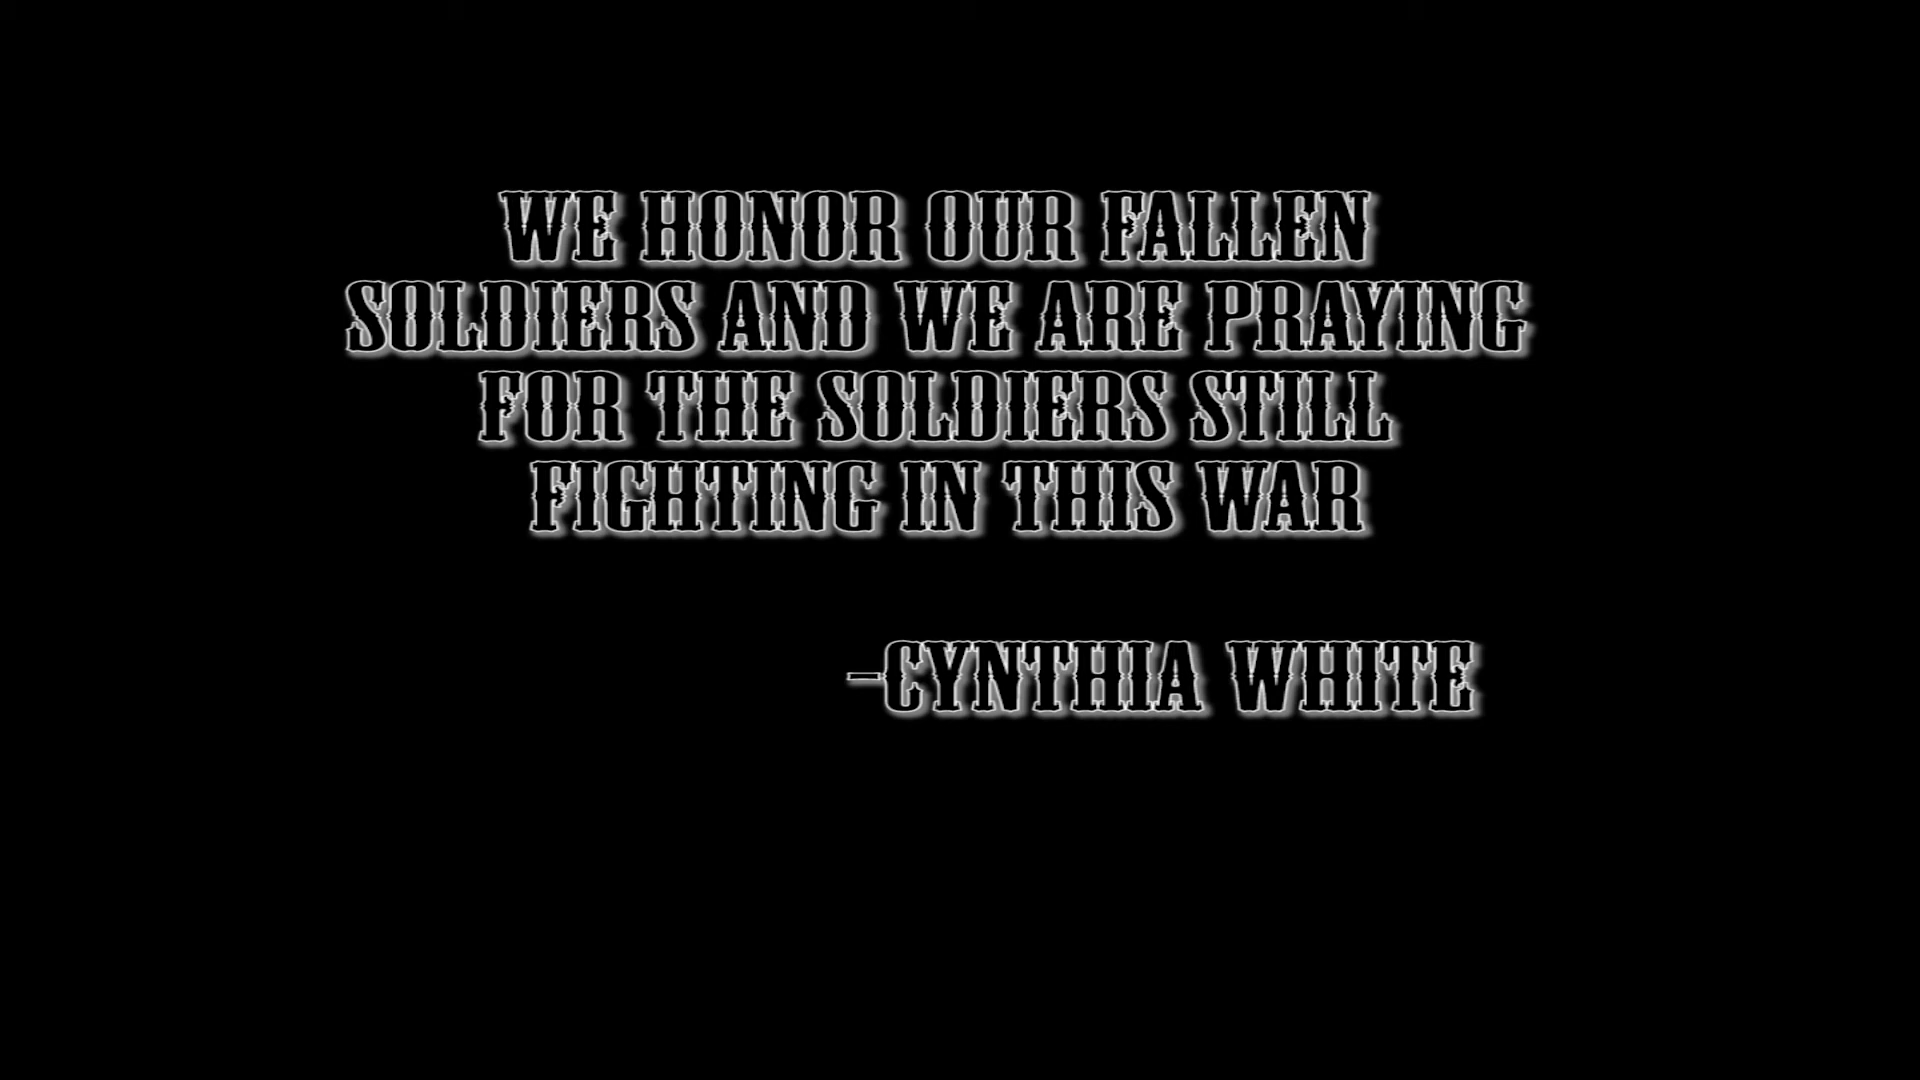 WE HONOR OUR FALLEN
SOLDIERS AND WE ARE PRAYING
FOR THE SOLDIERS STILL
FIGHTING IN THIS WAR
-CYNTHIA WHITE